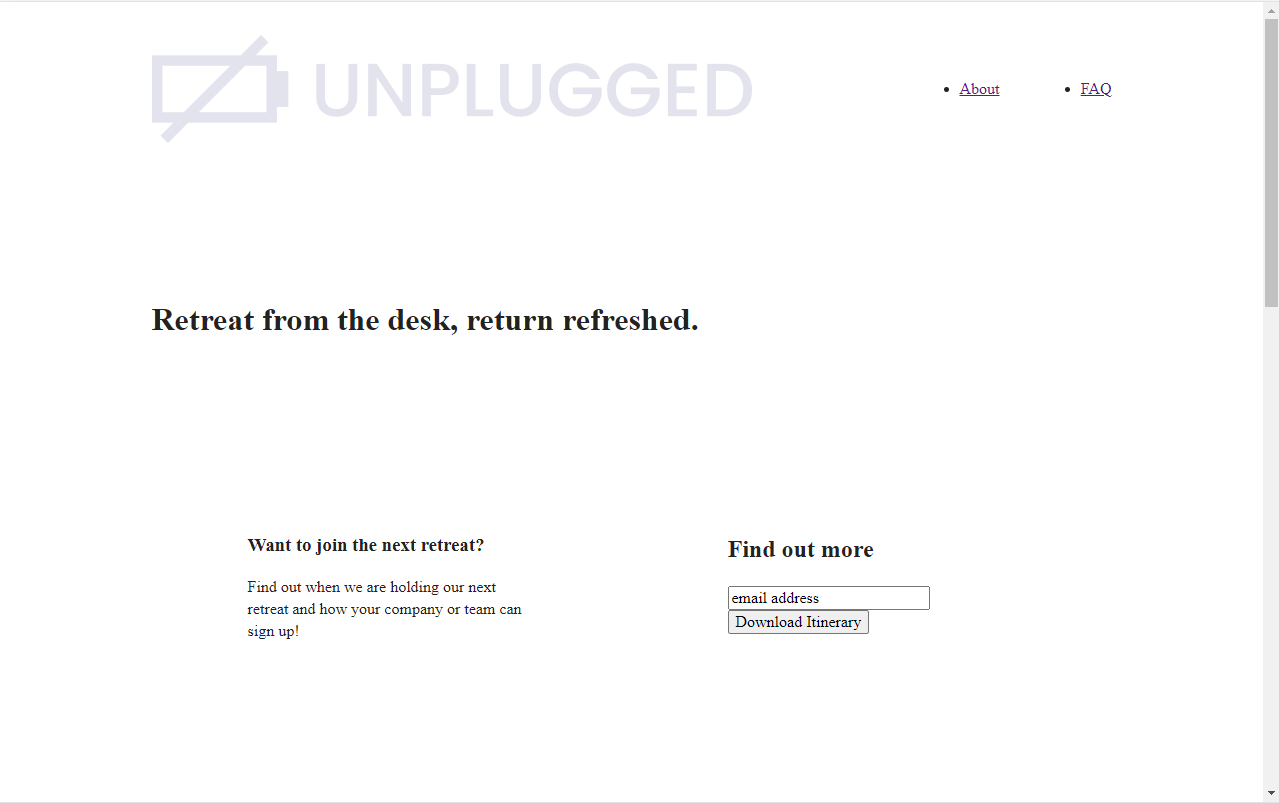 UNPLUGGED
About
FAQ
Retreat from the desk, return refreshed.
Want to join the next retreat?
Find out when we are holding our next
retreat and how your company or team can
sign up!
Find out more
email address
Download Itinerary